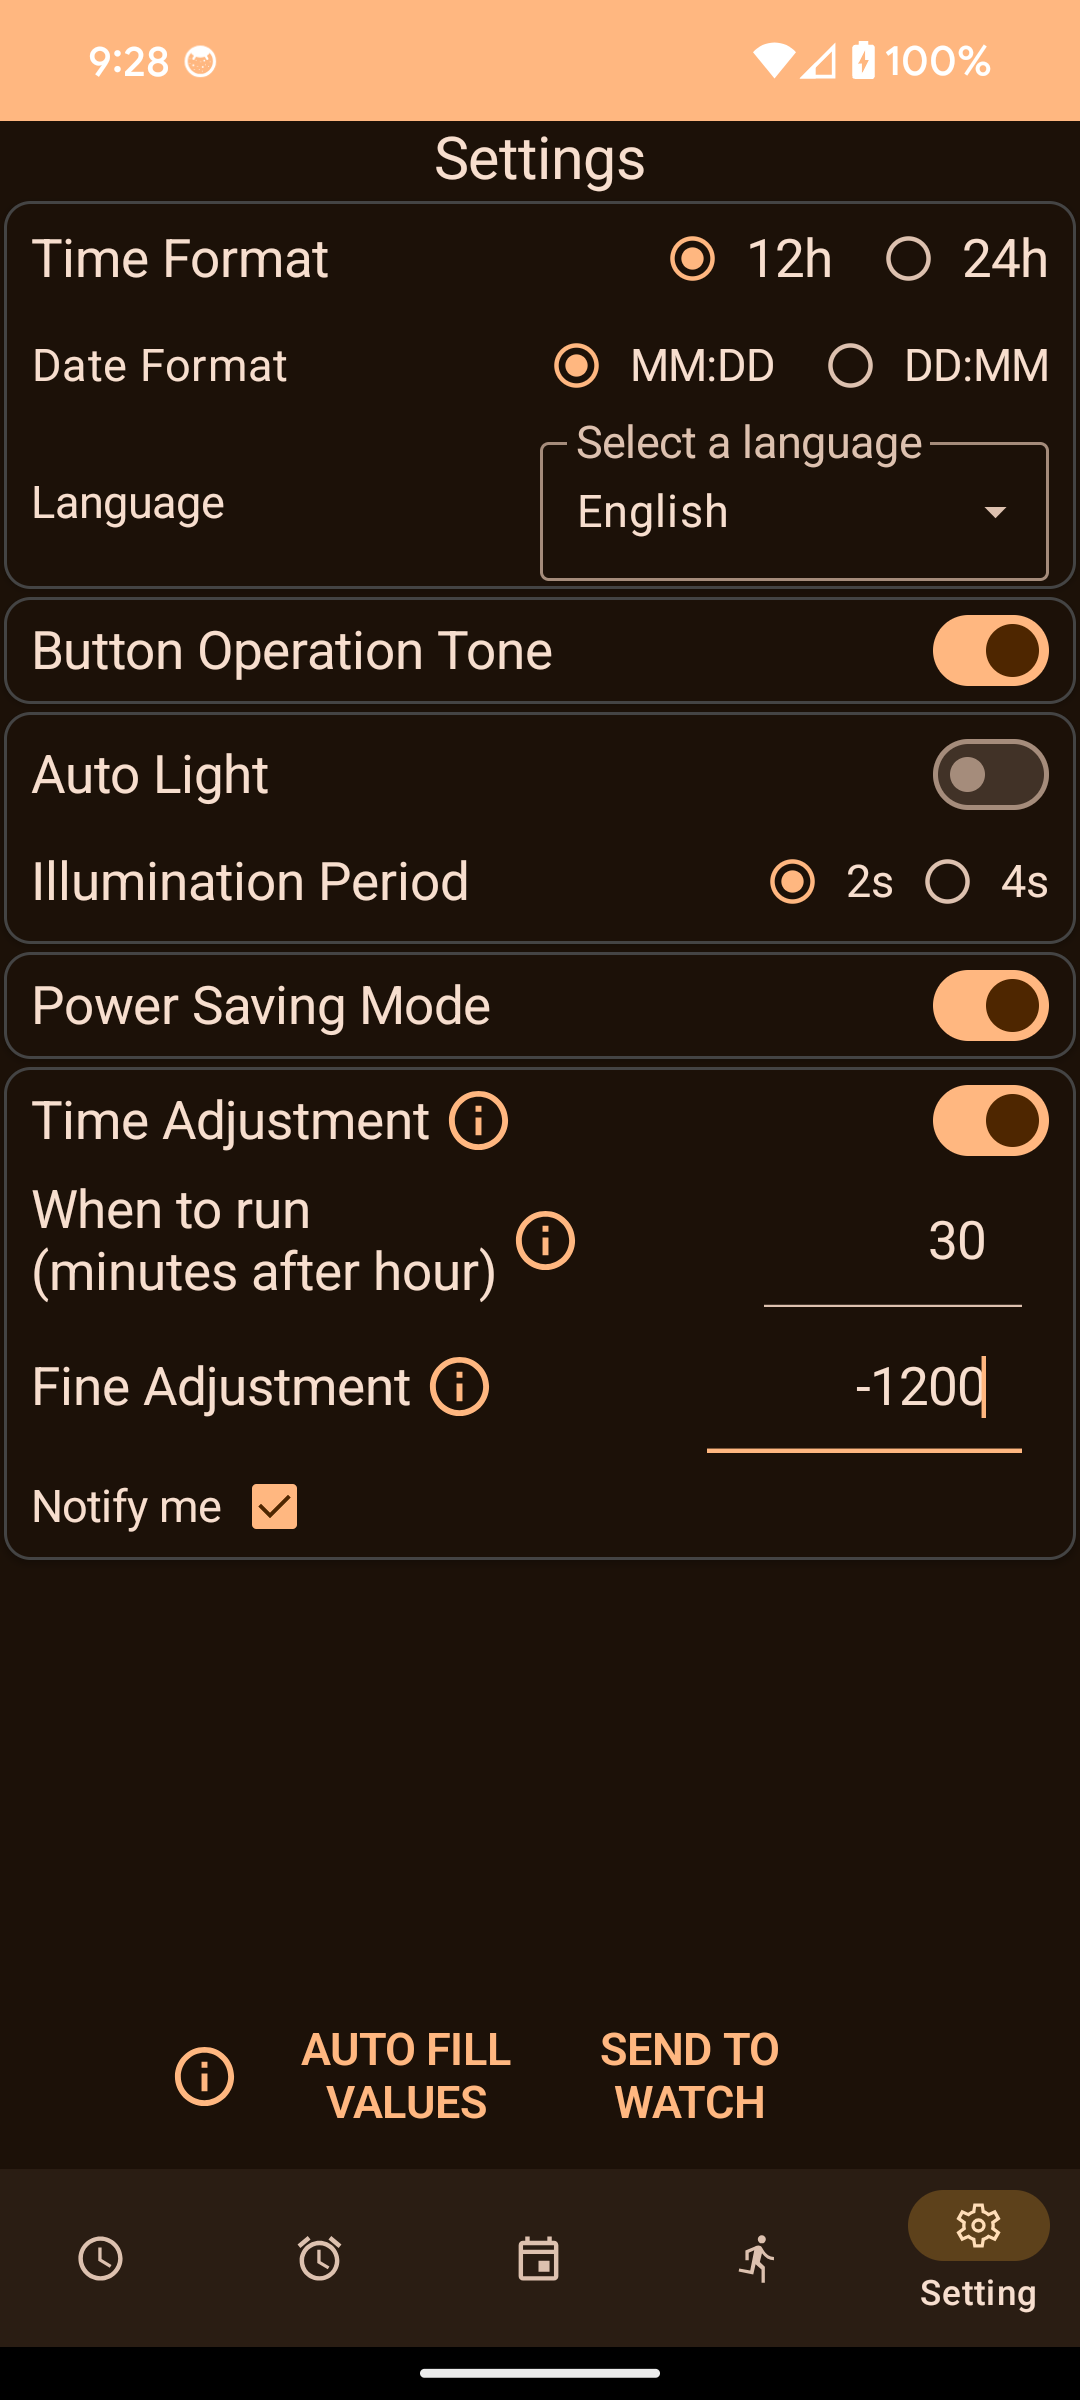 9:28
100%
Settings
Time Format 12h 24h
Date Format MM:DD DD:MM
Select a language
Language English
Button Operation Tone
Auto Light
Illumination Period 2s 4s
Power Saving Mode
Time Adjustment
When to run
(minutes after hour)
30
Fine Adjustment -1200
Notify me
AUTO FILL
VALUES
SEND TO
WATCH
Setting